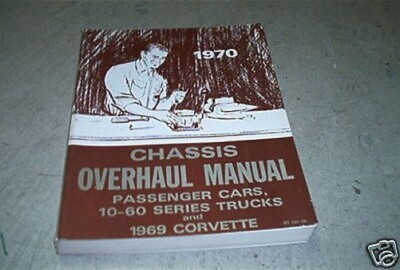 1970
CHASSIS
OVERHAUL MANUAL
PASSENGER CARS,
10-60 SERIES TRUCKS
and
1969 CORVETTE